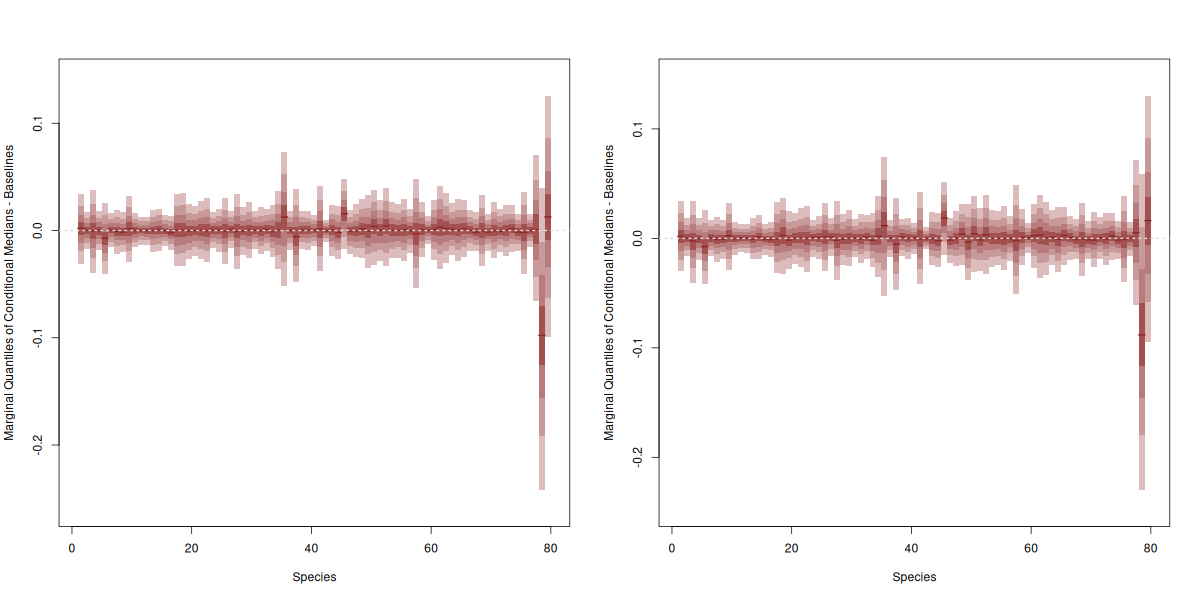 Marginal Quantiles of Conditional Medians - Baselines
0.1
0.0
-0.1
-0.2
0 20 40 60 80
Species
Marginal Quantiles of Conditional Medians - Baselines
0.1
0.0
-0.1
-0.2
0 20 40 60 80
Species